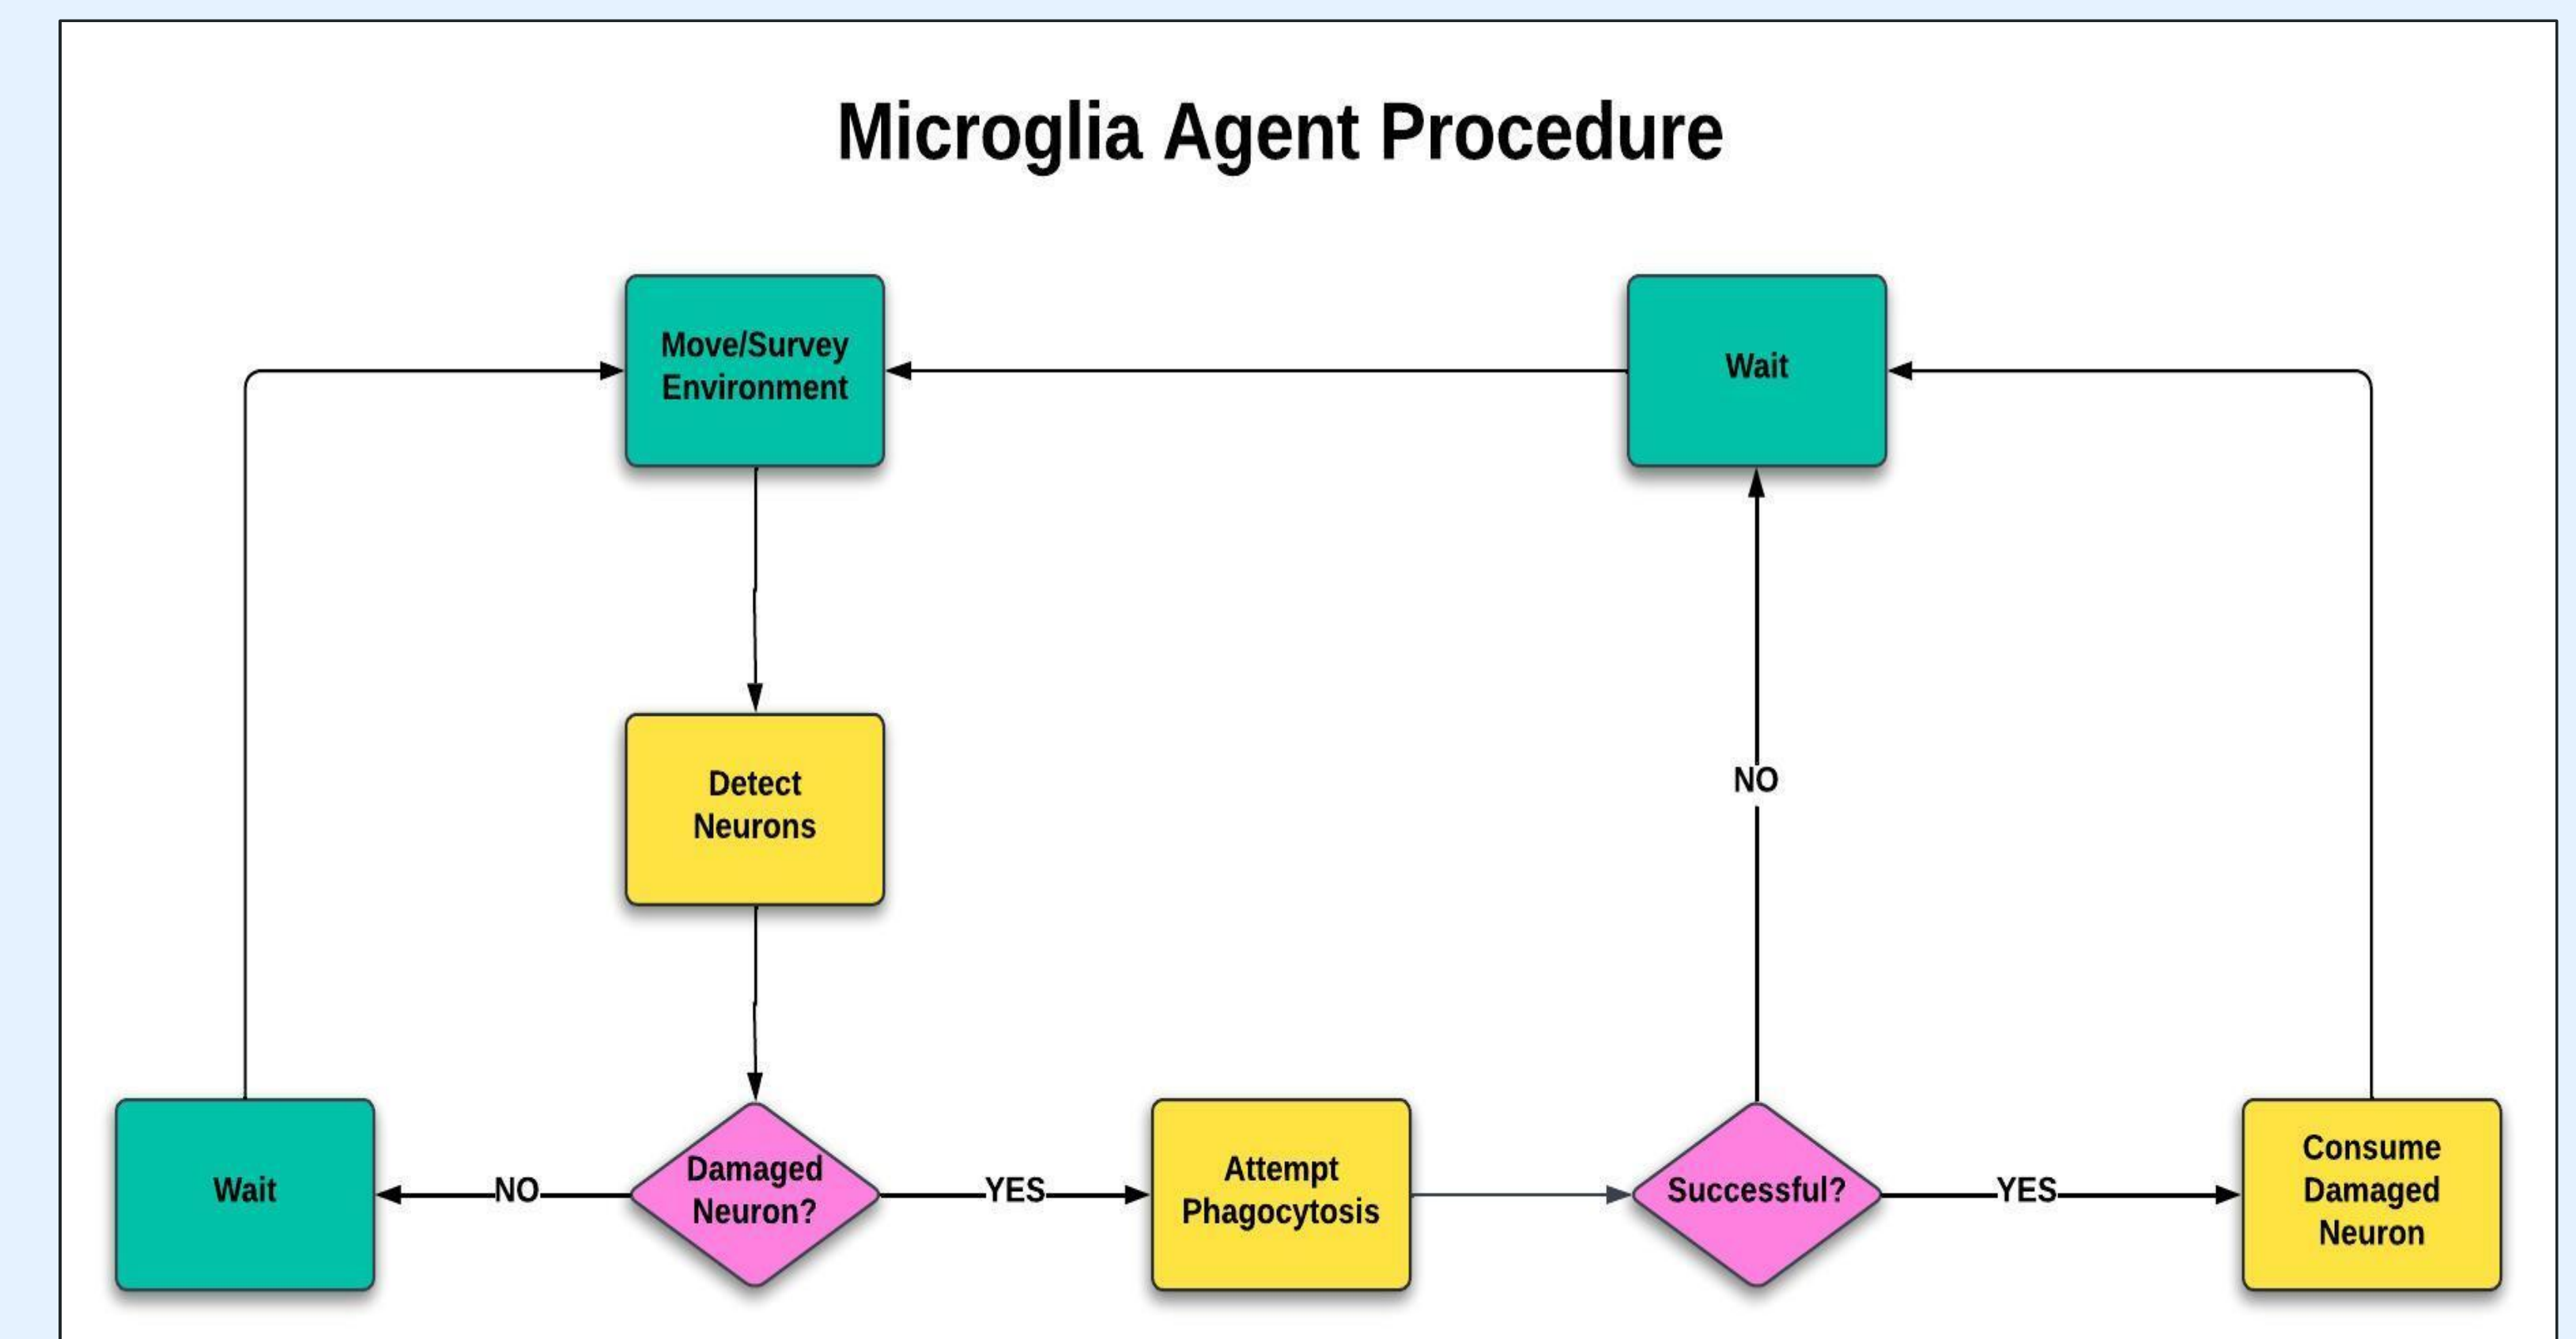 Microglia Agent Procedure
Move/Survey
Environment
Wait
Detect
Neurons
NO
Wait
NO
Damaged
Neuron?
YES
Attempt
Phagocytosis
Successful?
YES
Consume
Damaged
Neuron